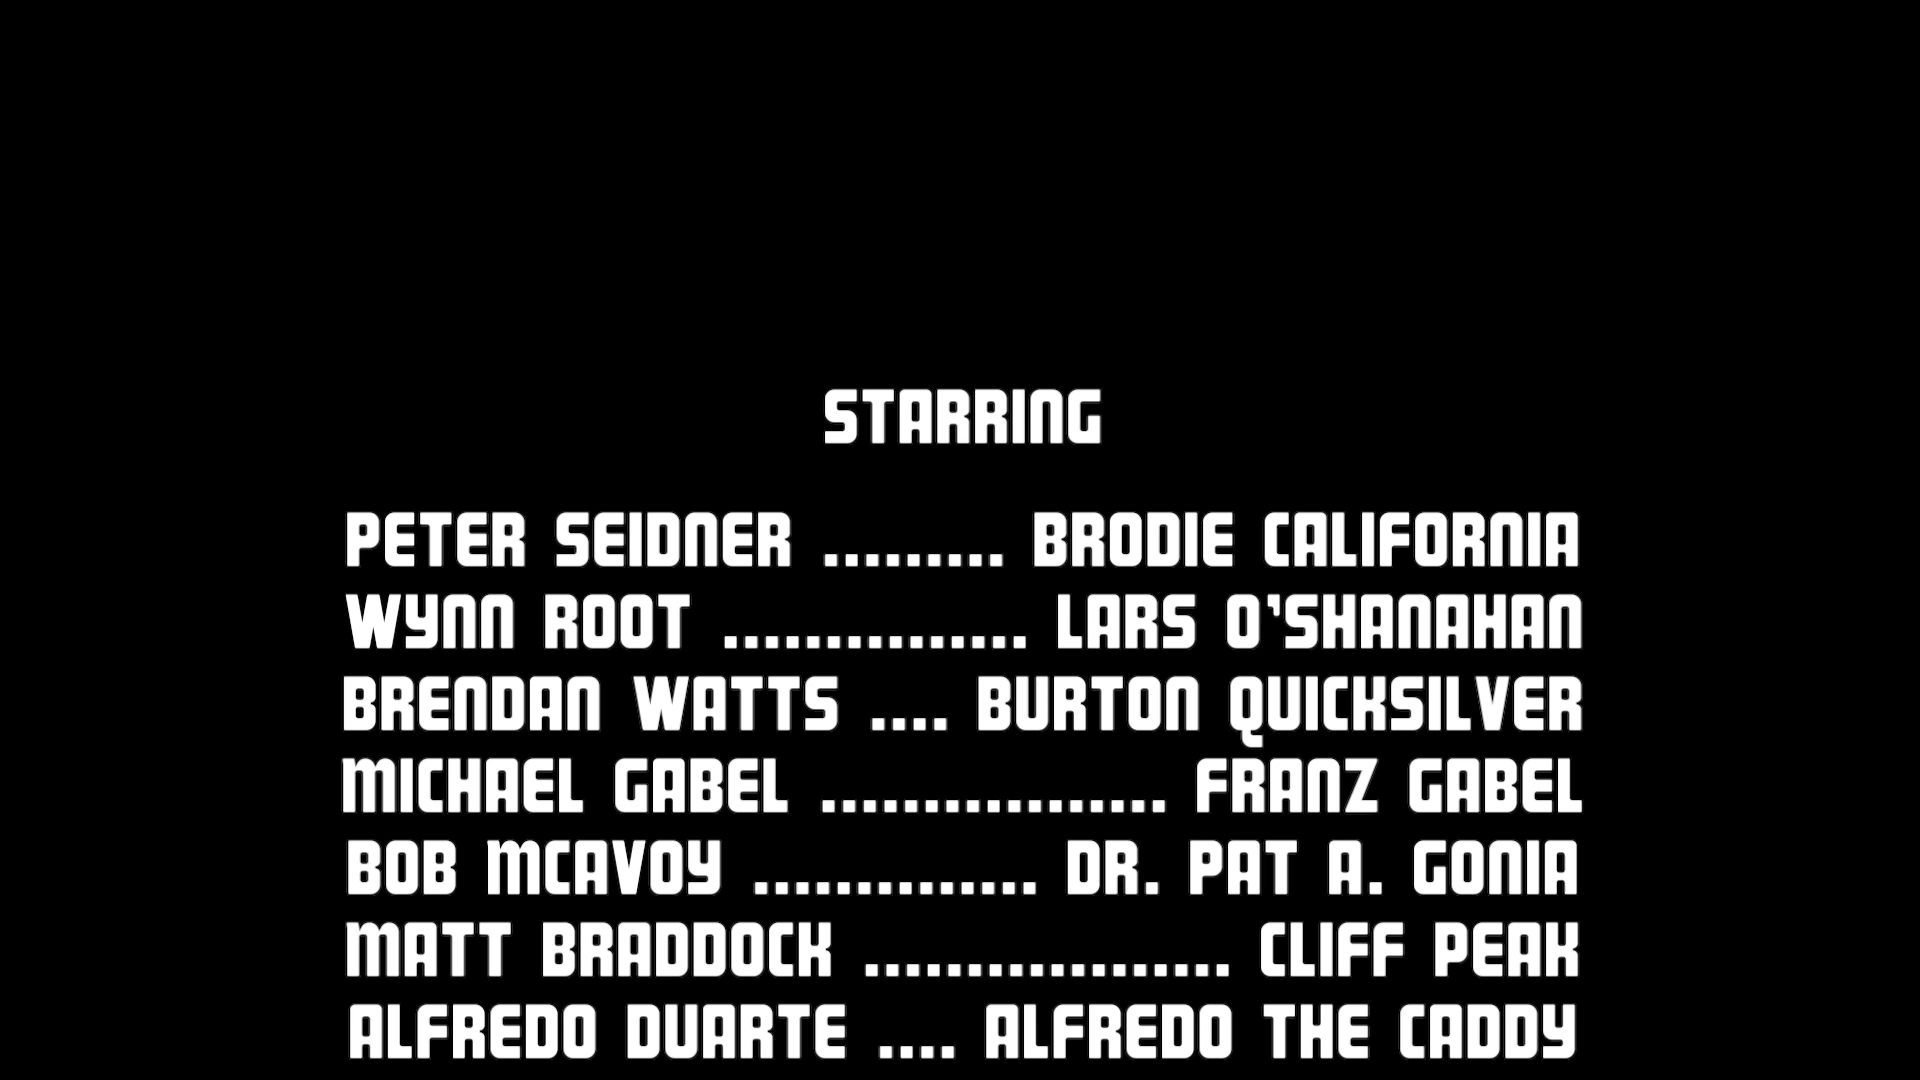 STARRING
PETER SEIDNER ......... BRODIE CALIFORNIA
WYNN ROOT ............... LARS O'SHANAHAN
BRENDAN WATTS .... BURTON QUICKSILVER
MICHAEL GABEL ................. FRANZ GABEL
BOB MCAVOY .............. DR. PAT A. GONIA
MATT BRADDOCK .................. CLIFF PEAK
ALFREDO DUARTE .... ALFREDO THE CADDY